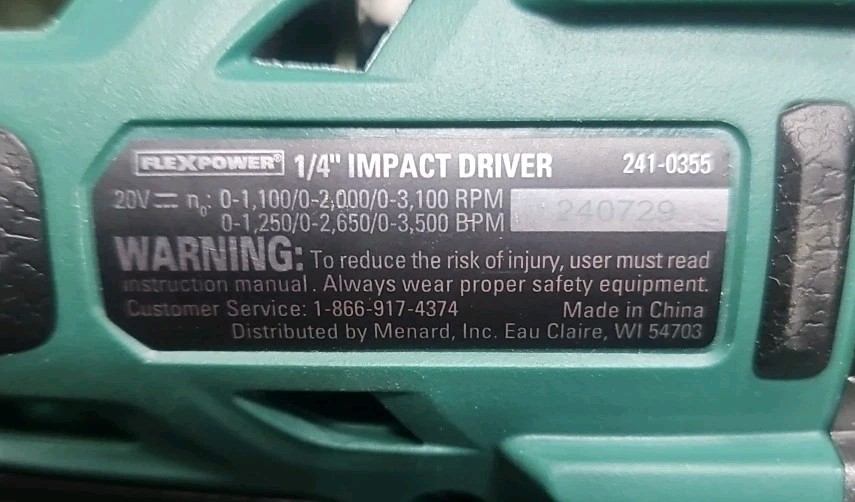 FLEXPOWER® 1/4" IMPACT DRIVER 241-0355
20V⎓ n₀: 0-1,100/0-2,000/0-3,100 RPM
0-1,250/0-2,650/0-3,500 BPM
240729
WARNING: To reduce the risk of injury, user must read
instruction manual. Always wear proper safety equipment.
Customer Service: 1-866-917-4374 Made in China
Distributed by Menard, Inc. Eau Claire, WI 54703